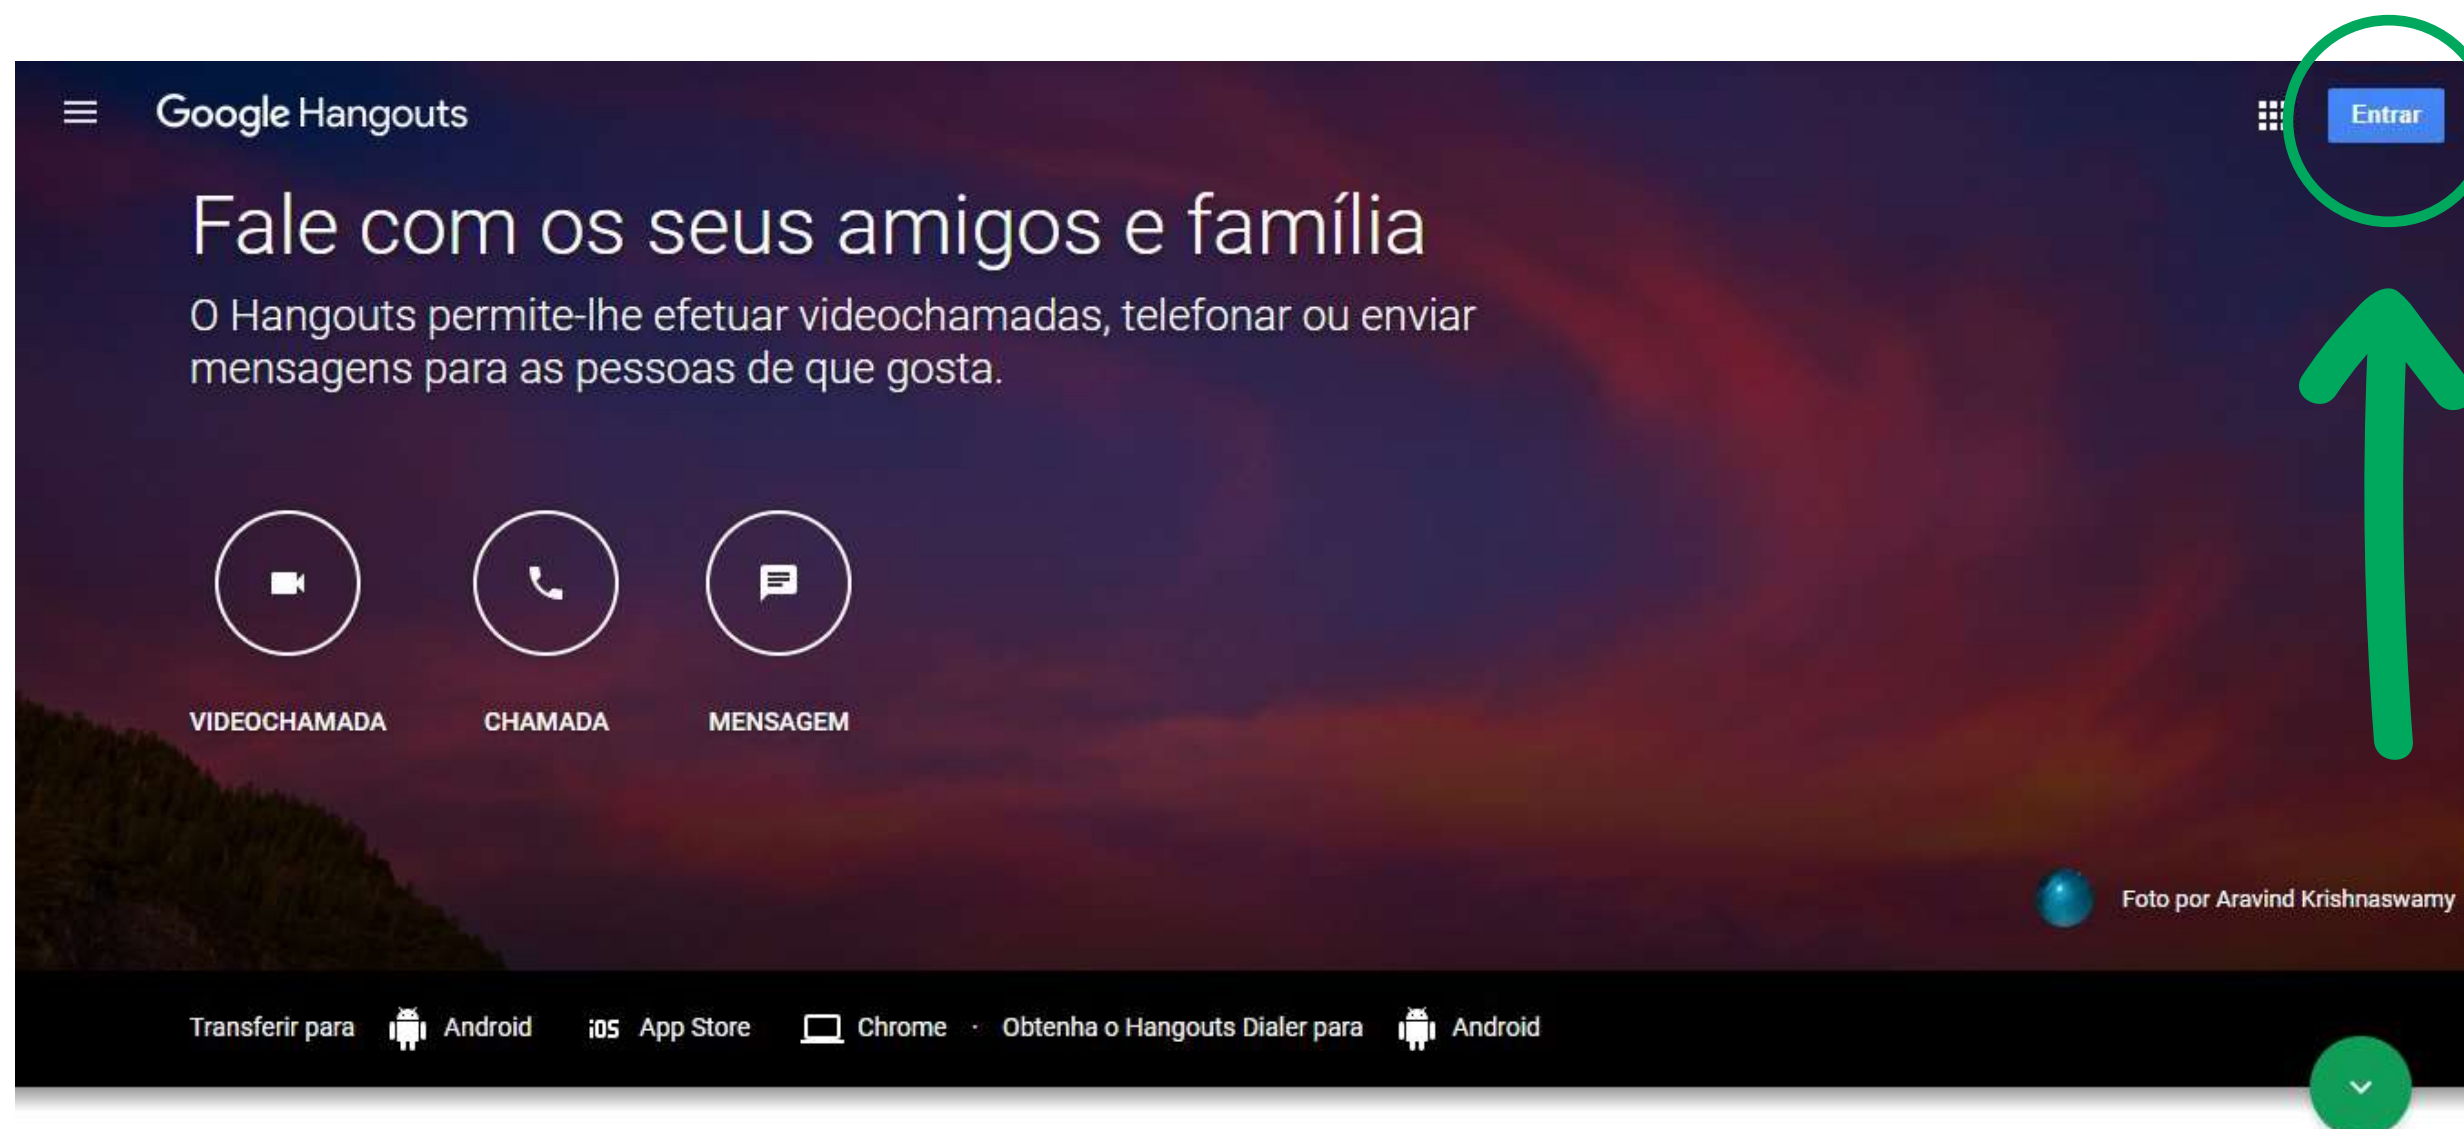 Google Hangouts
Entrar
Fale com os seus amigos e família
O Hangouts permite-lhe efetuar videochamadas, telefonar ou enviar
mensagens para as pessoas de que gosta.
VIDEOCHAMADA CHAMADA MENSAGEM
Foto por Aravind Krishnaswamy
Transferir para Android iOS App Store Chrome · Obtenha o Hangouts Dialer para Android